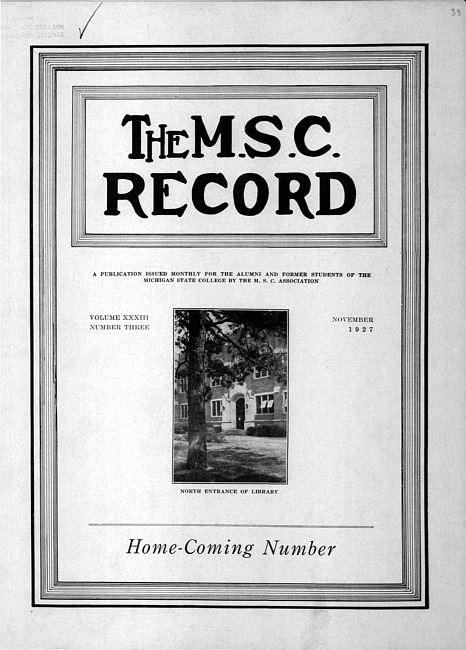 33
THE M.S.C.
RECORD
A PUBLICATION ISSUED MONTHLY FOR THE ALUMNI AND FORMER STUDENTS OF THE
MICHIGAN STATE COLLEGE BY THE M. S. C. ASSOCIATION
VOLUME XXXIII
NUMBER THREE
NOVEMBER
1927
NORTH ENTRANCE OF LIBRARY
Home-Coming Number